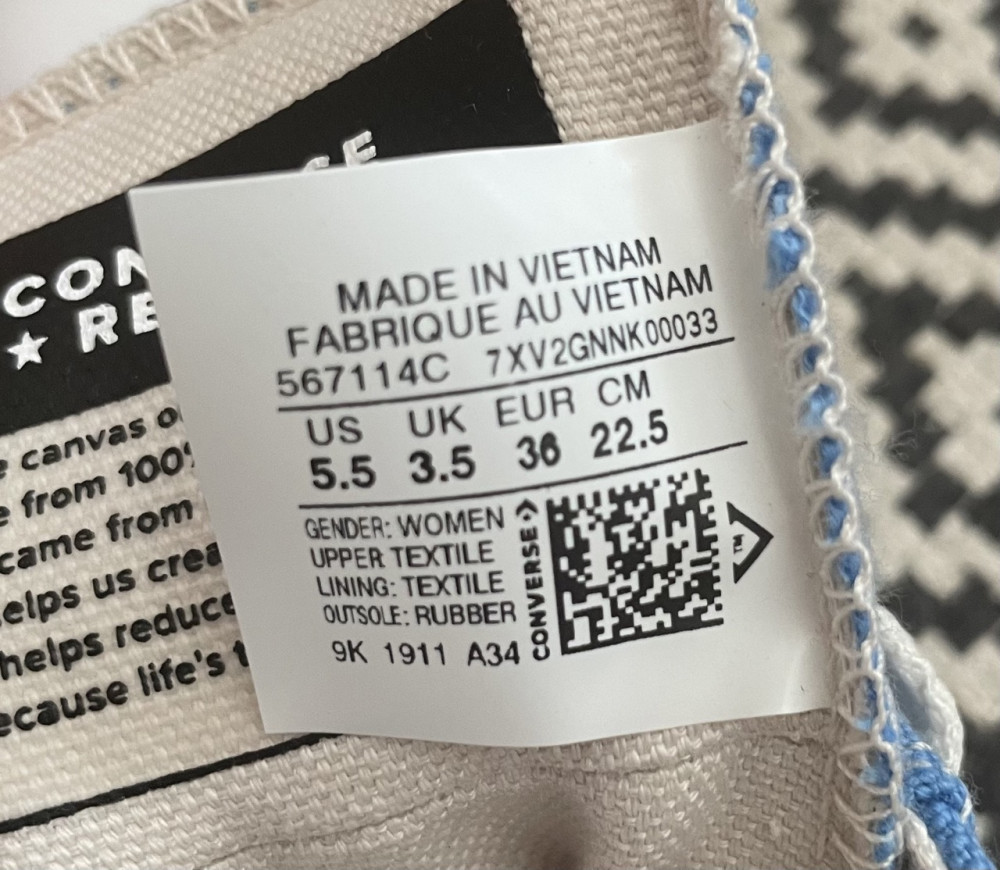 MADE IN VIETNAM
FABRIQUE AU VIETNAM
567114C 7XV2GNNK00033
US UK EUR CM
5.5 3.5 36 22.5
GENDER: WOMEN
UPPER TEXTILE
LINING: TEXTILE
OUTSOLE: RUBBER
9K 1911 A34
CONVERSE
TM
CON
★ RE
canvas
from 100%
came from
helps us
helps reduce
because life's